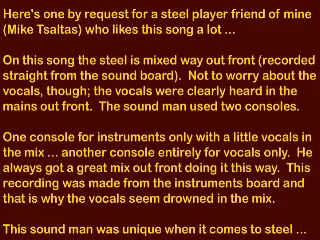 Here's one by request for a steel player friend of mine
(Mike Tsaltas) who likes this song a lot ...
On this song the steel is mixed way out front (recorded
straight from the sound board).  Not to worry about the
vocals, though; the vocals were clearly heard in the
mains out front.  The sound man used two consoles.
One console for instruments only with a little vocals in
the mix ... another console entirely for vocals only.  He
always got a great mix out front doing it this way.  This
recording was made from the instruments board and
that is why the vocals seem drowned in the mix.
This sound man was unique when it comes to steel ...